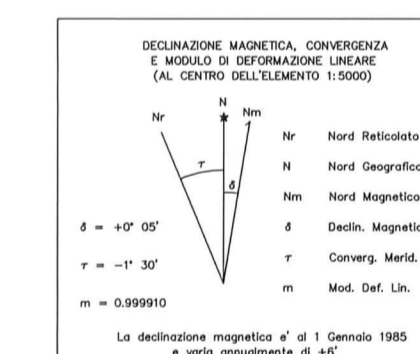 DECLINAZIONE MAGNETICA, CONVERGENZA
E MODULO DI DEFORMAZIONE LINEARE
(AL CENTRO DELL'ELEMENTO 1:5000)
N
Nr
Nm
τ
δ
Nr Nord Reticolato
N Nord Geografico
Nm Nord Magnetico
δ Declin. Magnetic
τ Converg. Merid.
m Mod. Def. Lin.
δ = +0° 05'
τ = -1° 30'
m = 0.999910
La declinazione magnetica e' al 1 Gennaio 1985
e varia annualmente di +6'